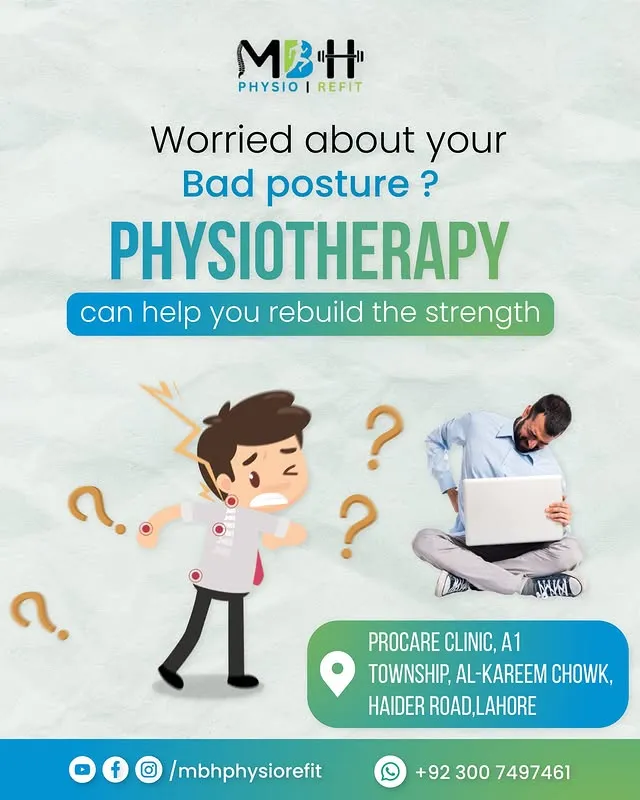 MBH
PHYSIO | REFIT
Worried about your
Bad posture ?
PHYSIOTHERAPY
can help you rebuild the strength
PROCARE CLINIC, A1
TOWNSHIP, AL-KAREEM CHOWK,
HAIDER ROAD,LAHORE
/mbhphysiorefit
+92 300 7497461